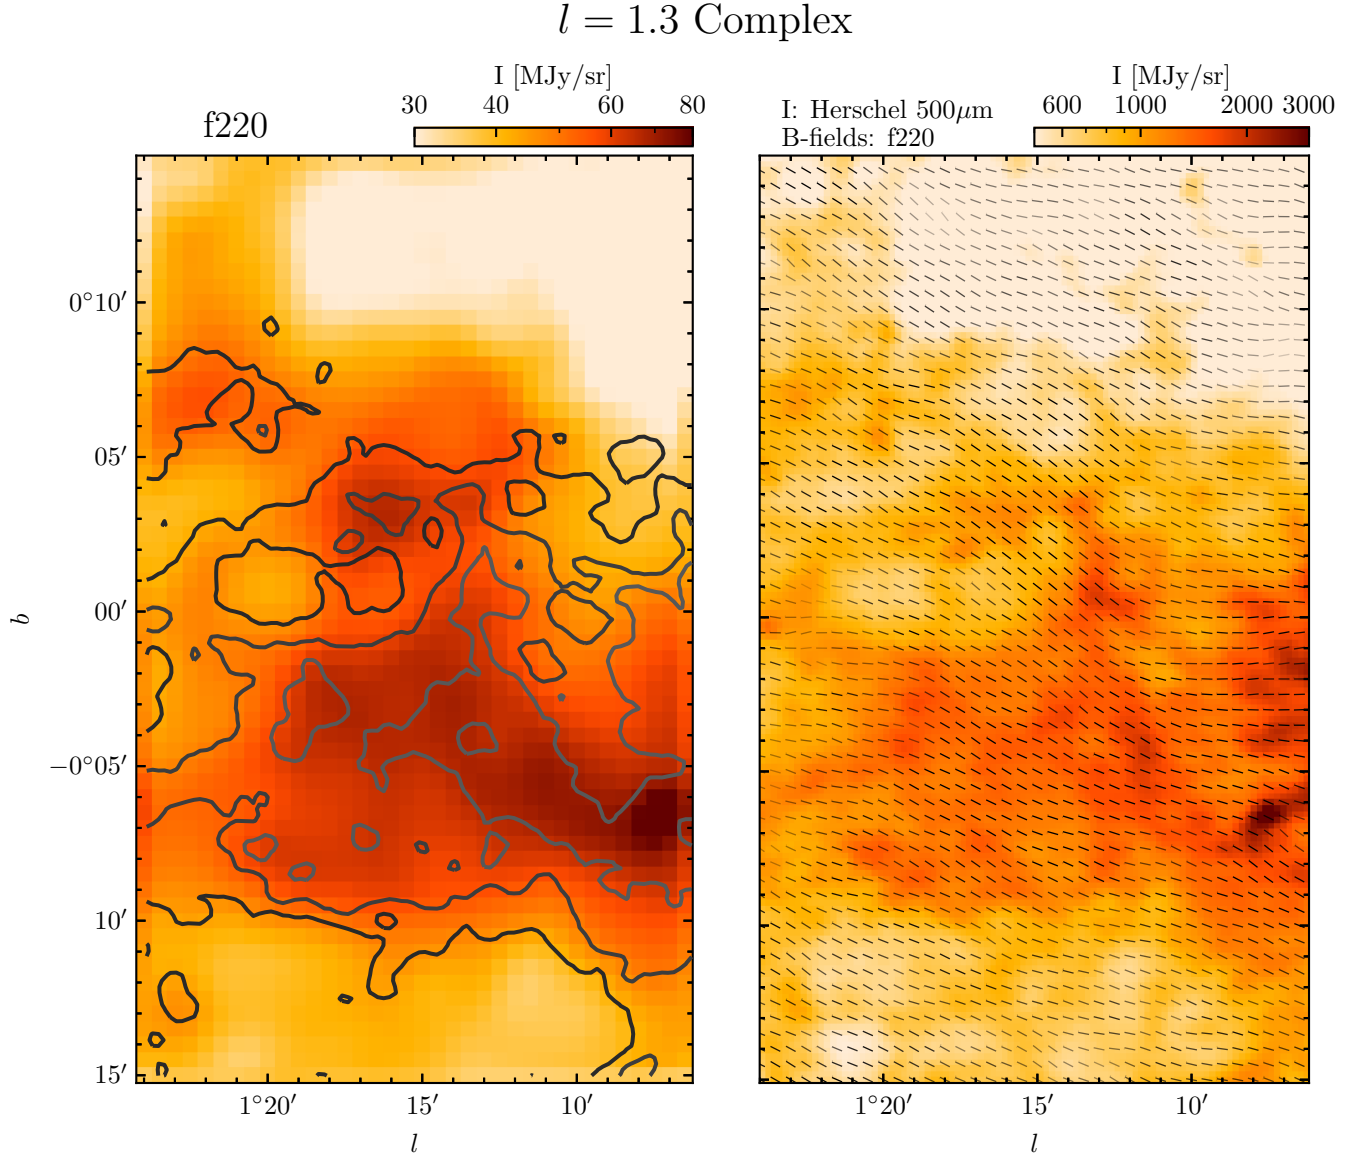 l = 1.3 Complex
f220
I [MJy/sr]
30 40 60 80
I: Herschel 500μm
B-fields: f220
I [MJy/sr]
600 1000 2000 3000
0°10′
05′
00′
−0°05′
10′
15′
b
1°20′ 15′ 10′
l
1°20′ 15′ 10′
l